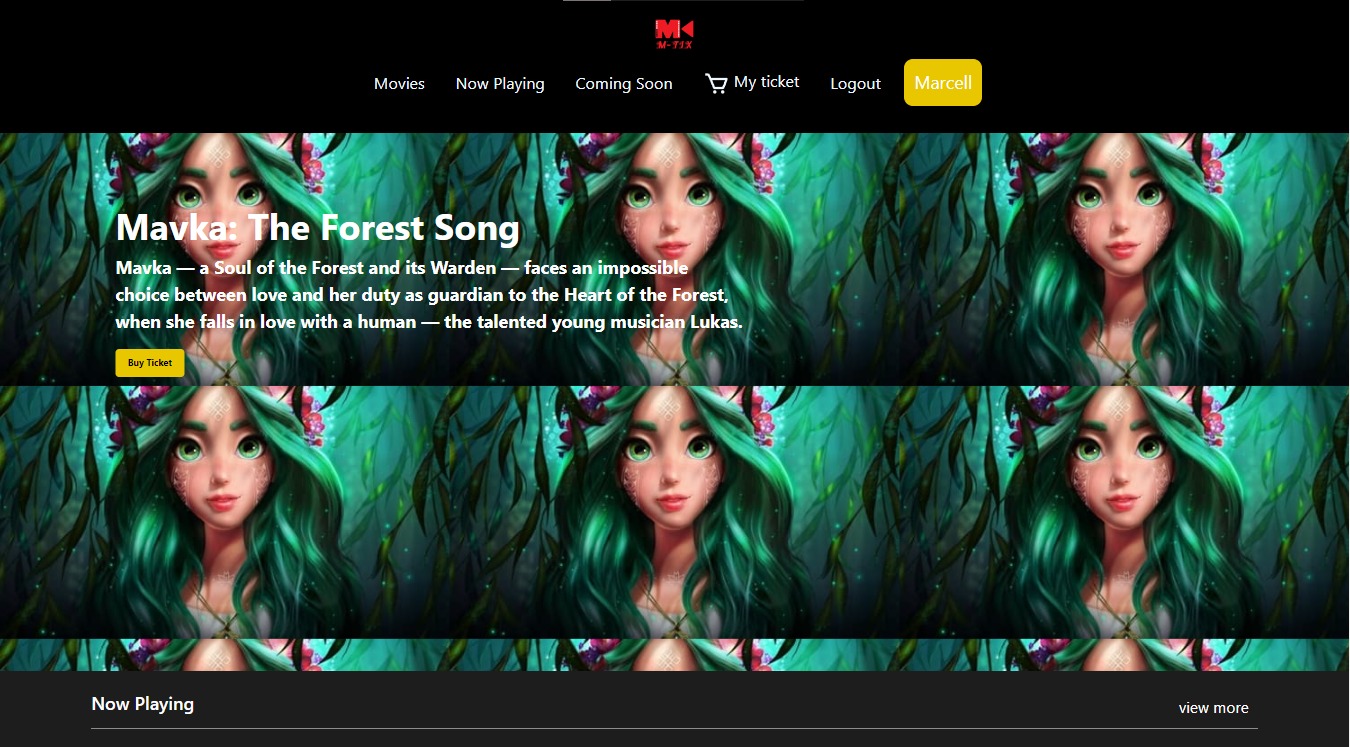 M
M-TIX
Movies Now Playing Coming Soon My ticket Logout Marcell
Mavka: The Forest Song
Mavka — a Soul of the Forest and its Warden — faces an impossible
choice between love and her duty as guardian to the Heart of the Forest,
when she falls in love with a human — the talented young musician Lukas.
Buy Ticket
Now Playing view more